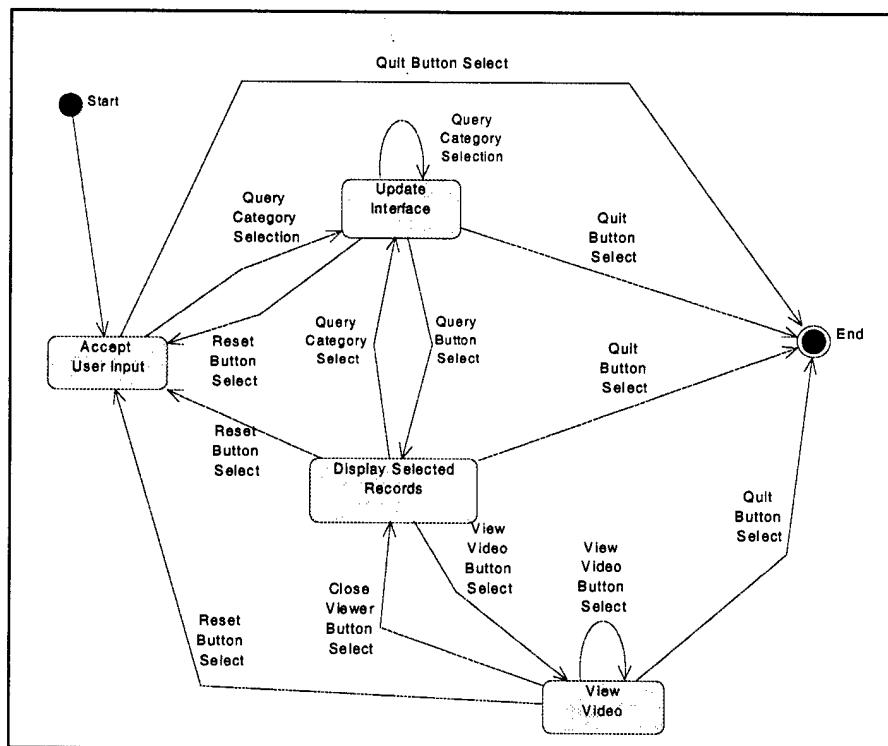 Quit Button Select
Start
Query
Category
Selection
Update
Interface
Query
Category
Selection
Quit
Button
Select
End
Accept
User Input
Reset
Button
Select
Query
Category
Select
Query
Button
Select
Quit
Button
Select
Reset
Button
Select
Display Selected
Records
View
Video
Button
Select
View
Video
Button
Select
Quit
Button
Select
Close
Viewer
Button
Select
Reset
Button
Select
View
Video